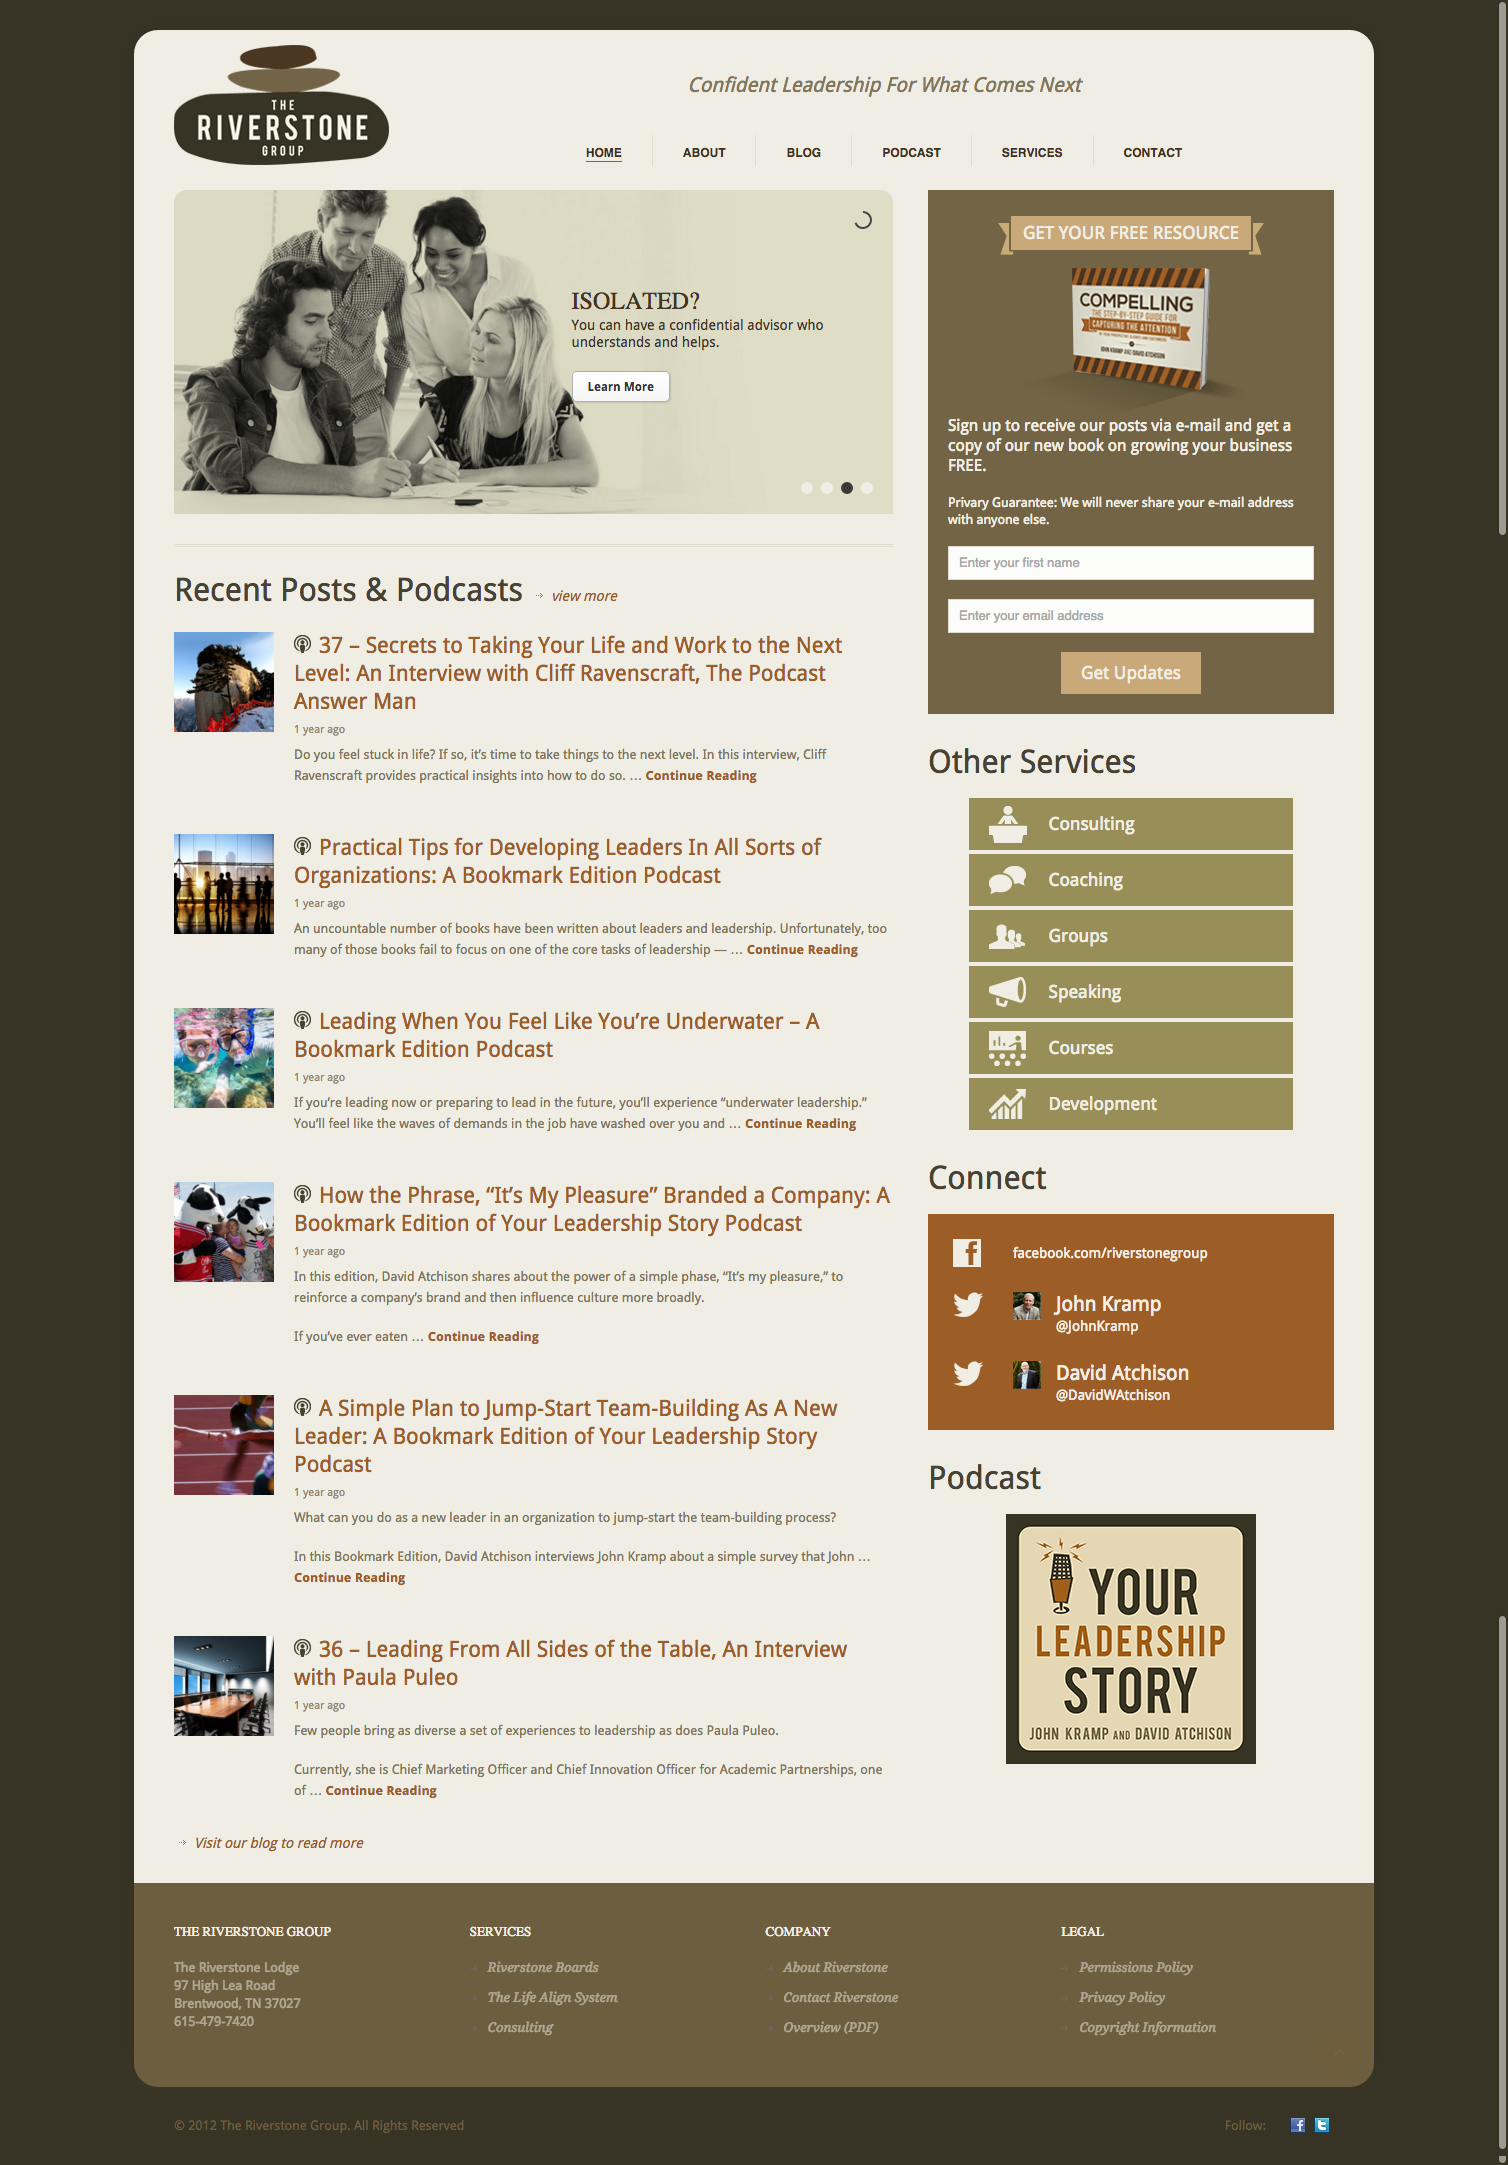 THE
RIVERSTONE
GROUP
Confident Leadership For What Comes Next
HOME
ABOUT
BLOG
PODCAST
SERVICES
CONTACT
ISOLATED?
You can have a confidential advisor who
understands and helps.
Learn More
Recent Posts & Podcasts
view more
37 – Secrets to Taking Your Life and Work to the Next
Level: An Interview with Cliff Ravenscraft, The Podcast
Answer Man
1 year ago
Do you feel stuck in life? If so, it’s time to take things to the next level. In this interview, Cliff
Ravenscraft provides practical insights into how to do so. … Continue Reading
Practical Tips for Developing Leaders In All Sorts of
Organizations: A Bookmark Edition Podcast
1 year ago
An uncountable number of books have been written about leaders and leadership. Unfortunately, too
many of those books fail to focus on one of the core tasks of leadership — … Continue Reading
Leading When You Feel Like You’re Underwater – A
Bookmark Edition Podcast
1 year ago
If you’re leading now or preparing to lead in the future, you’ll experience “underwater leadership.”
You’ll feel like the waves of demands in the job have washed over you and … Continue Reading
How the Phrase, “It’s My Pleasure” Branded a Company: A
Bookmark Edition of Your Leadership Story Podcast
1 year ago
In this edition, David Atchison shares about the power of a simple phase, “It’s my pleasure,” to
reinforce a company’s brand and then influence culture more broadly.
If you’ve ever eaten … Continue Reading
A Simple Plan to Jump-Start Team-Building As A New
Leader: A Bookmark Edition of Your Leadership Story
Podcast
1 year ago
What can you do as a new leader in an organization to jump-start the team-building process?
In this Bookmark Edition, David Atchison interviews John Kramp about a simple survey that John …
Continue Reading
36 – Leading From All Sides of the Table, An Interview
with Paula Puleo
1 year ago
Few people bring as diverse a set of experiences to leadership as does Paula Puleo.
Currently, she is Chief Marketing Officer and Chief Innovation Officer for Academic Partnerships, one
of … Continue Reading
Visit our blog to read more
GET YOUR FREE RESOURCE
COMPELLING
THE STEP-BY-STEP GUIDE FOR
CAPTURING THE ATTENTION
OF YOUR PROSPECTIVE CLIENTS AND CUSTOMERS
JOHN KRAMP AND DAVID ATCHISON
Sign up to receive our posts via e-mail and get a
copy of our new book on growing your business
FREE.
Privary Guarantee: We will never share your e-mail address
with anyone else.
Enter your first name
Enter your email address
Get Updates
Other Services
Consulting
Coaching
Groups
Speaking
Courses
Development
Connect
facebook.com/riverstonegroup
John Kramp
@JohnKramp
David Atchison
@DavidWAtchison
Podcast
YOUR
LEADERSHIP
STORY
JOHN KRAMP AND DAVID ATCHISON
THE RIVERSTONE GROUP
The Riverstone Lodge
97 High Lea Road
Brentwood, TN 37027
615-479-7420
SERVICES
Riverstone Boards
The Life Align System
Consulting
COMPANY
About Riverstone
Contact Riverstone
Overview (PDF)
LEGAL
Permissions Policy
Privacy Policy
Copyright Information
© 2012 The Riverstone Group. All Rights Reserved
Follow: